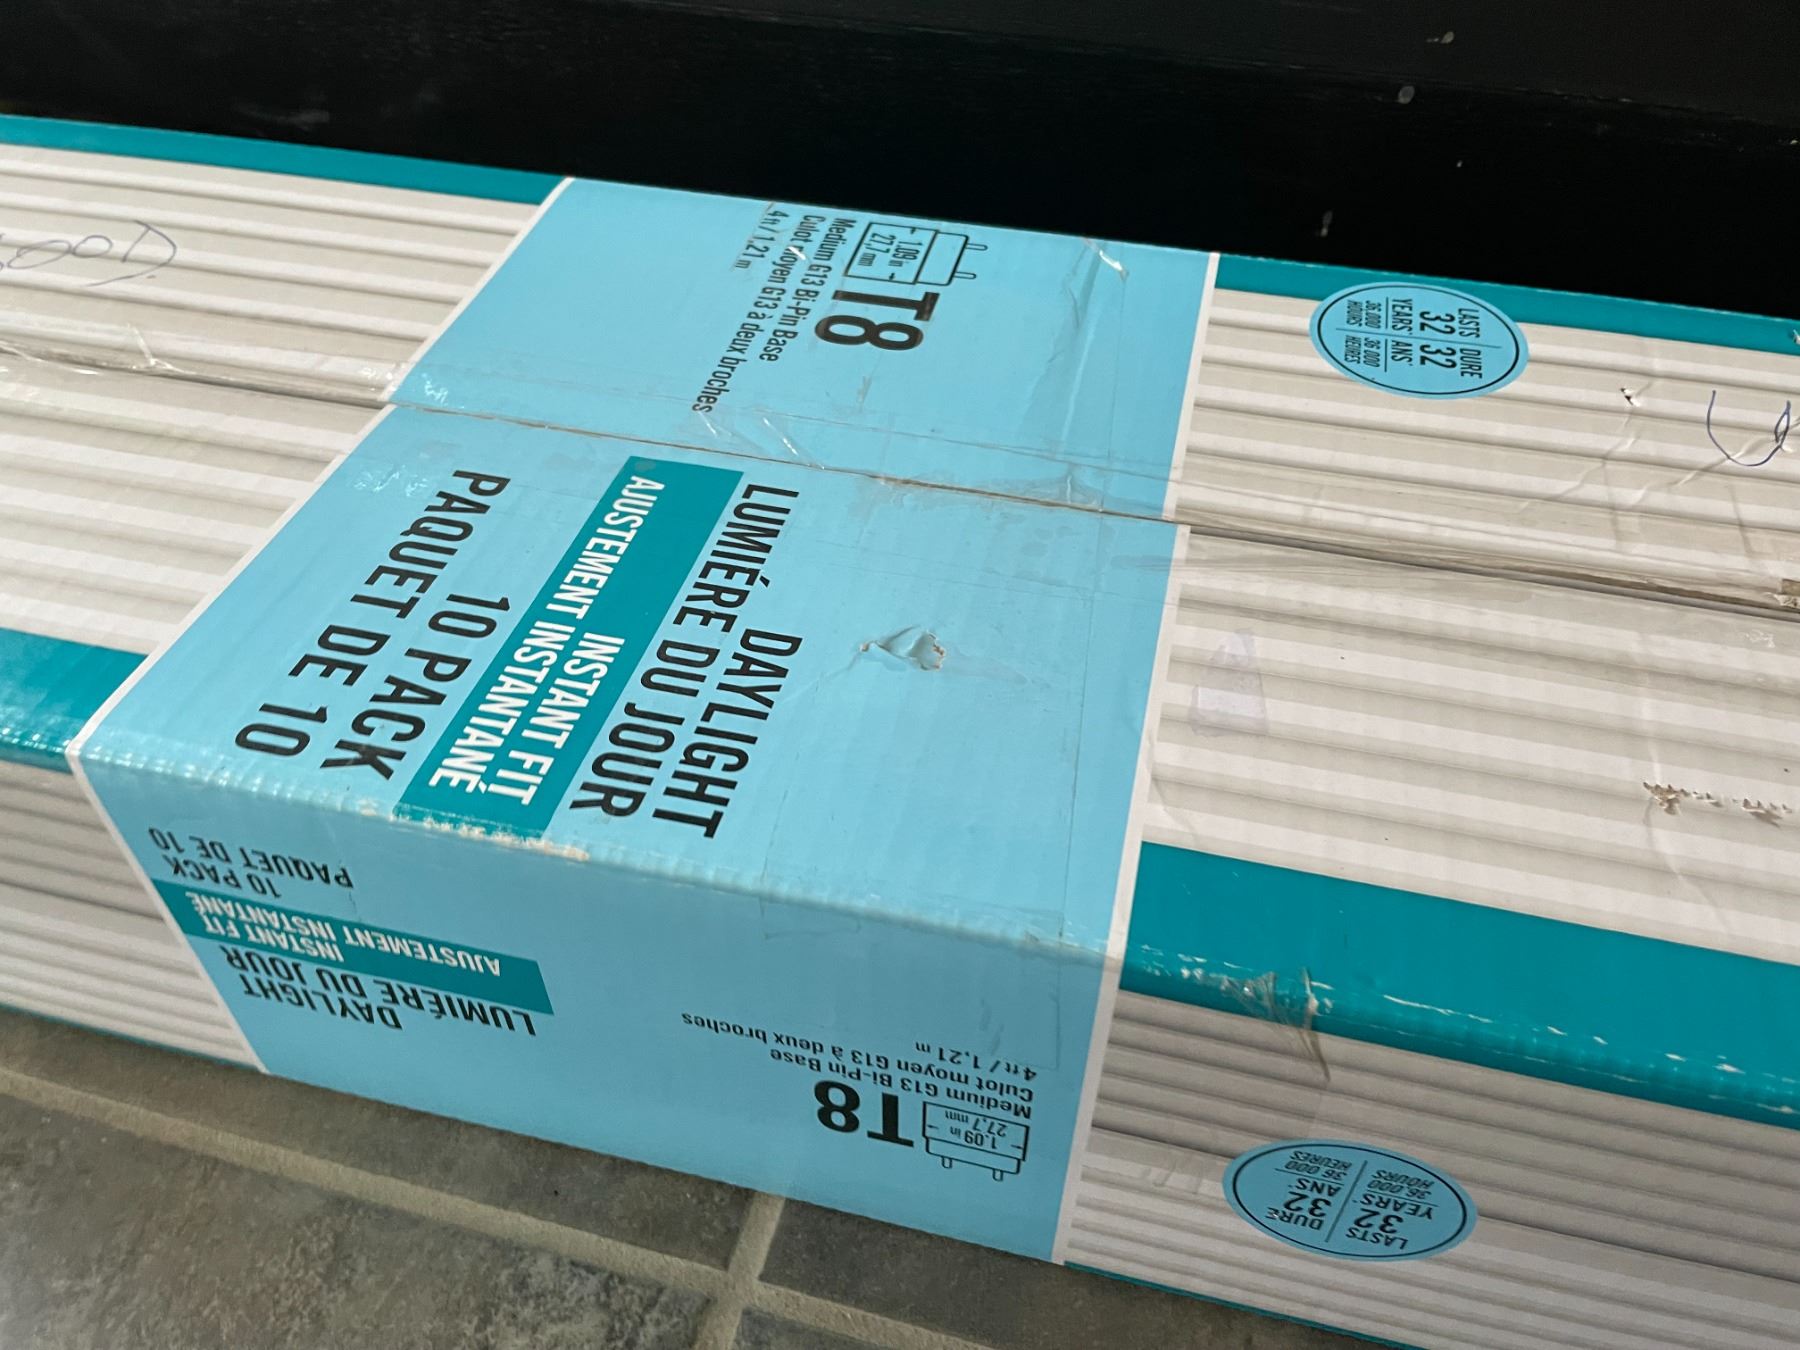 1.09 in
27.7 mm
T8
Medium G13 Bi-Pin Base
Culot moyen G13 à deux broches
4 ft / 1,21 m
LASTS
32
YEARS*
36,000
HOURS
DURE
32
ANS*
36 000
HEURES
DAYLIGHT
LUMIÉRE DU JOUR
INSTANT FIT
AJUSTEMENT INSTANTANÉ
10 PACK
PAQUET DE 10
DAYLIGHT
LUMIÉRE DU JOUR
INSTANT FIT
AJUSTEMENT INSTANTANÉ
10 PACK
PAQUET DE 10
1.09 in
27.7 mm
T8
Medium G13 Bi-Pin Base
Culot moyen G13 à deux broches
4 ft / 1,21 m
LASTS
32
YEARS*
36,000
HOURS
DURE
32
ANS*
36 000
HEURES